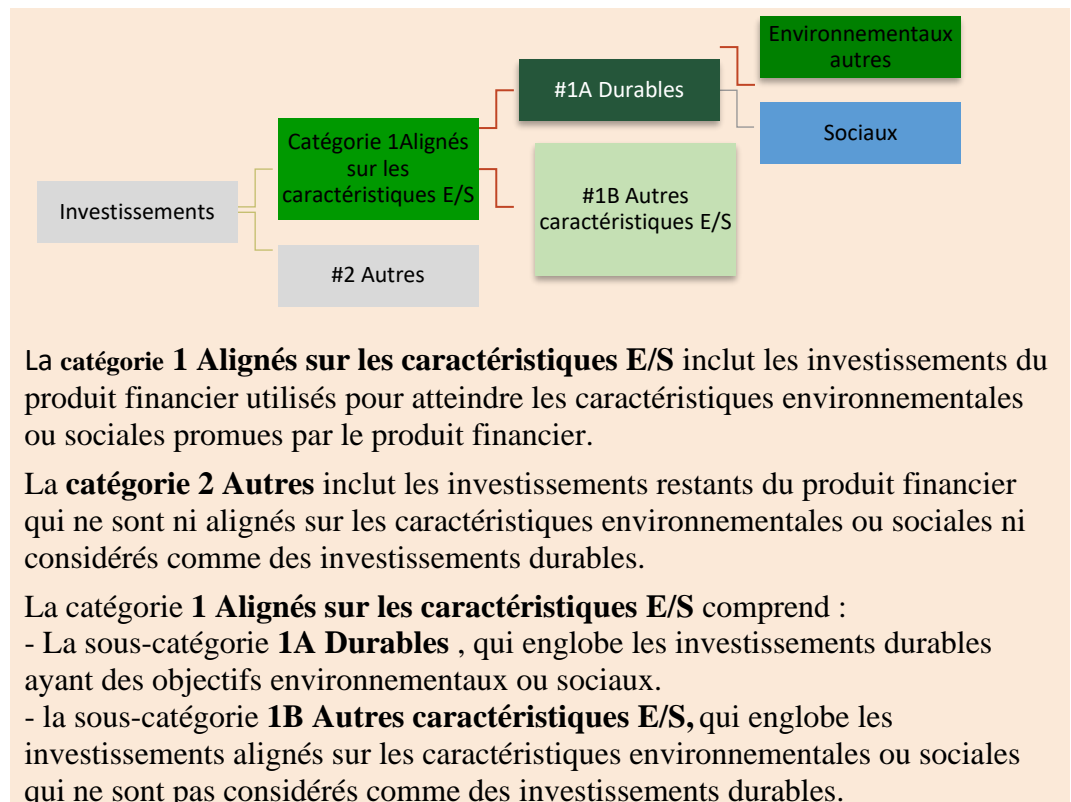 Environnementaux
autres
#1A Durables
Sociaux
Catégorie 1Alignés
sur les
caractéristiques E/S
#1B Autres
caractéristiques E/S
Investissements
#2 Autres
La catégorie 1 Alignés sur les caractéristiques E/S inclut les investissements du
produit financier utilisés pour atteindre les caractéristiques environnementales
ou sociales promues par le produit financier.
La catégorie 2 Autres inclut les investissements restants du produit financier
qui ne sont ni alignés sur les caractéristiques environnementales ou sociales ni
considérés comme des investissements durables.
La catégorie 1 Alignés sur les caractéristiques E/S comprend :
- La sous-catégorie 1A Durables , qui englobe les investissements durables
ayant des objectifs environnementaux ou sociaux.
- la sous-catégorie 1B Autres caractéristiques E/S, qui englobe les
investissements alignés sur les caractéristiques environnementales ou sociales
qui ne sont pas considérés comme des investissements durables.